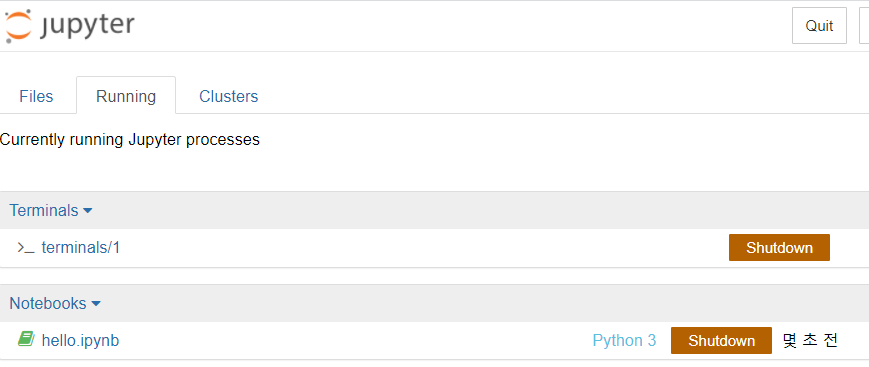 jupyter
Quit
Files Running Clusters
Currently running Jupyter processes
Terminals
>_ terminals/1 Shutdown
Notebooks
hello.ipynb Python 3 Shutdown 몇 초 전